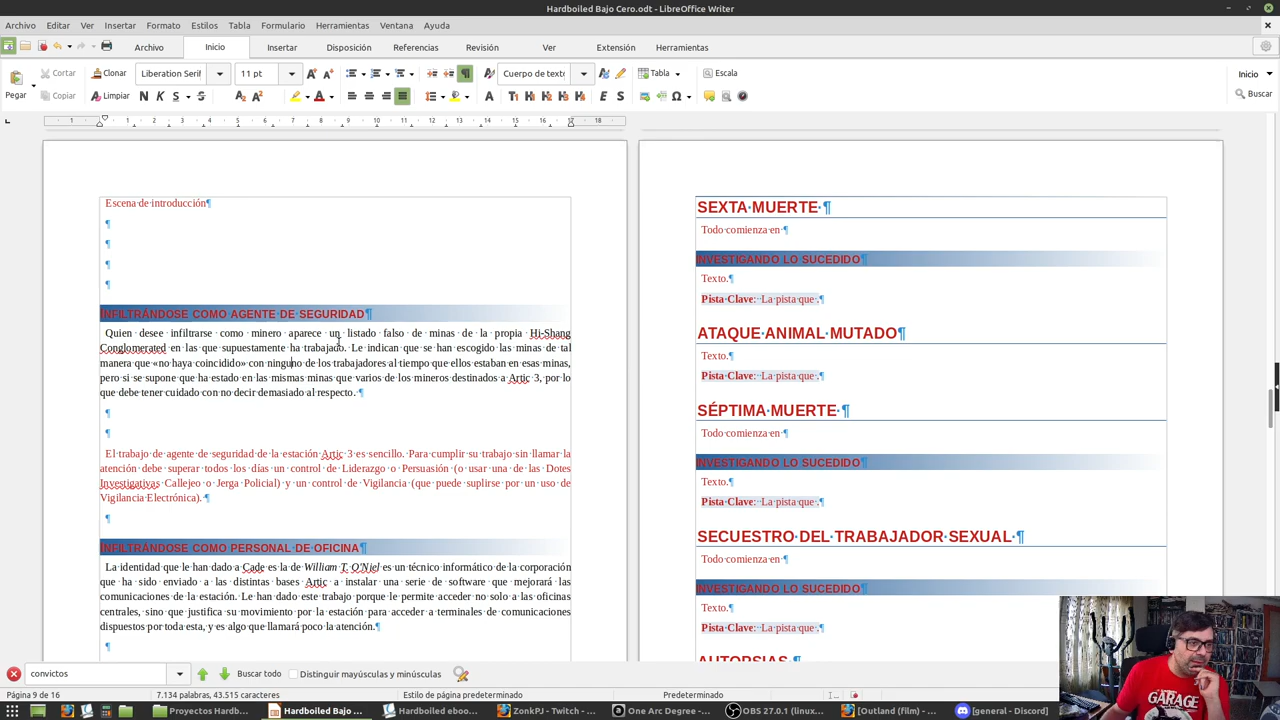 Hardboiled Bajo Cero.odt - LibreOffice Writer
Archivo Editar Ver Insertar Formato Estilos Tabla Formulario Herramientas Ventana Ayuda
Archivo Inicio Insertar Disposición Referencias Revisión Ver Extensión Herramientas
Pegar Cortar Clonar Liberation Serif 11 pt Cuerpo de texto Tabla Escala Inicio
Copiar Limpiar Buscar
Escena de introducción¶
INFILTRÁNDOSE COMO AGENTE DE SEGURIDAD¶
Quien desee infiltrarse como minero aparece un listado falso de minas de la propia Hi-Shang
Conglomerated en las que supuestamente ha trabajado. Le indican que se han escogido las minas de tal
manera que «no haya coincidido» con ninguno de los trabajadores al tiempo que ellos estaban en esas minas,
pero si se supone que ha estado en las mismas minas que varios de los mineros destinados a Artic 3, por lo
que debe tener cuidado con no decir demasiado al respecto. ¶
El trabajo de agente de seguridad de la estación Artic 3 es sencillo. Para cumplir su trabajo sin llamar la
atención debe superar todos los días un control de Liderazgo o Persuasión (o usar una de las Dotes
Investigativas Callejeo o Jerga Policial) y un control de Vigilancia (que puede suplirse por un uso de
Vigilancia Electrónica). ¶
INFILTRÁNDOSE COMO PERSONAL DE OFICINA¶
La identidad que le han dado a Cade es la de William T. O'Niel es un técnico informático de la corporación
que ha sido enviado a las distintas bases Artic a instalar una serie de software que mejorará las
comunicaciones de la estación. Le han dado este trabajo porque le permite acceder no solo a las oficinas
centrales, sino que justifica su movimiento por la estación para acceder a terminales de comunicaciones
dispuestos por toda esta, y es algo que llamará poco la atención.¶
SEXTA MUERTE ¶
Todo comienza en ¶
INVESTIGANDO LO SUCEDIDO¶
Texto.¶
Pista Clave: La pista que .¶
ATAQUE ANIMAL MUTADO¶
Texto.¶
Pista Clave: La pista que .¶
SÉPTIMA MUERTE ¶
Todo comienza en ¶
INVESTIGANDO LO SUCEDIDO¶
Texto.¶
Pista Clave: La pista que .¶
SECUESTRO DEL TRABAJADOR SEXUAL ¶
Todo comienza en ¶
INVESTIGANDO LO SUCEDIDO¶
Texto.¶
Pista Clave: La pista que .¶
AUTOPSIAS ¶
GARAGE
convictos Buscar todo Distinguir mayúsculas y minúsculas
Página 9 de 16 7.134 palabras, 43.515 caracteres Estilo de página predeterminado Predeterminado
Proyectos Hardb... Hardboiled Bajo ... [Hardboiled eboo... ZonkPJ - Twitch - ... One Arc Degree -... OBS 27.0.1 (linux... [Outland (film) - ... [general - Discord]